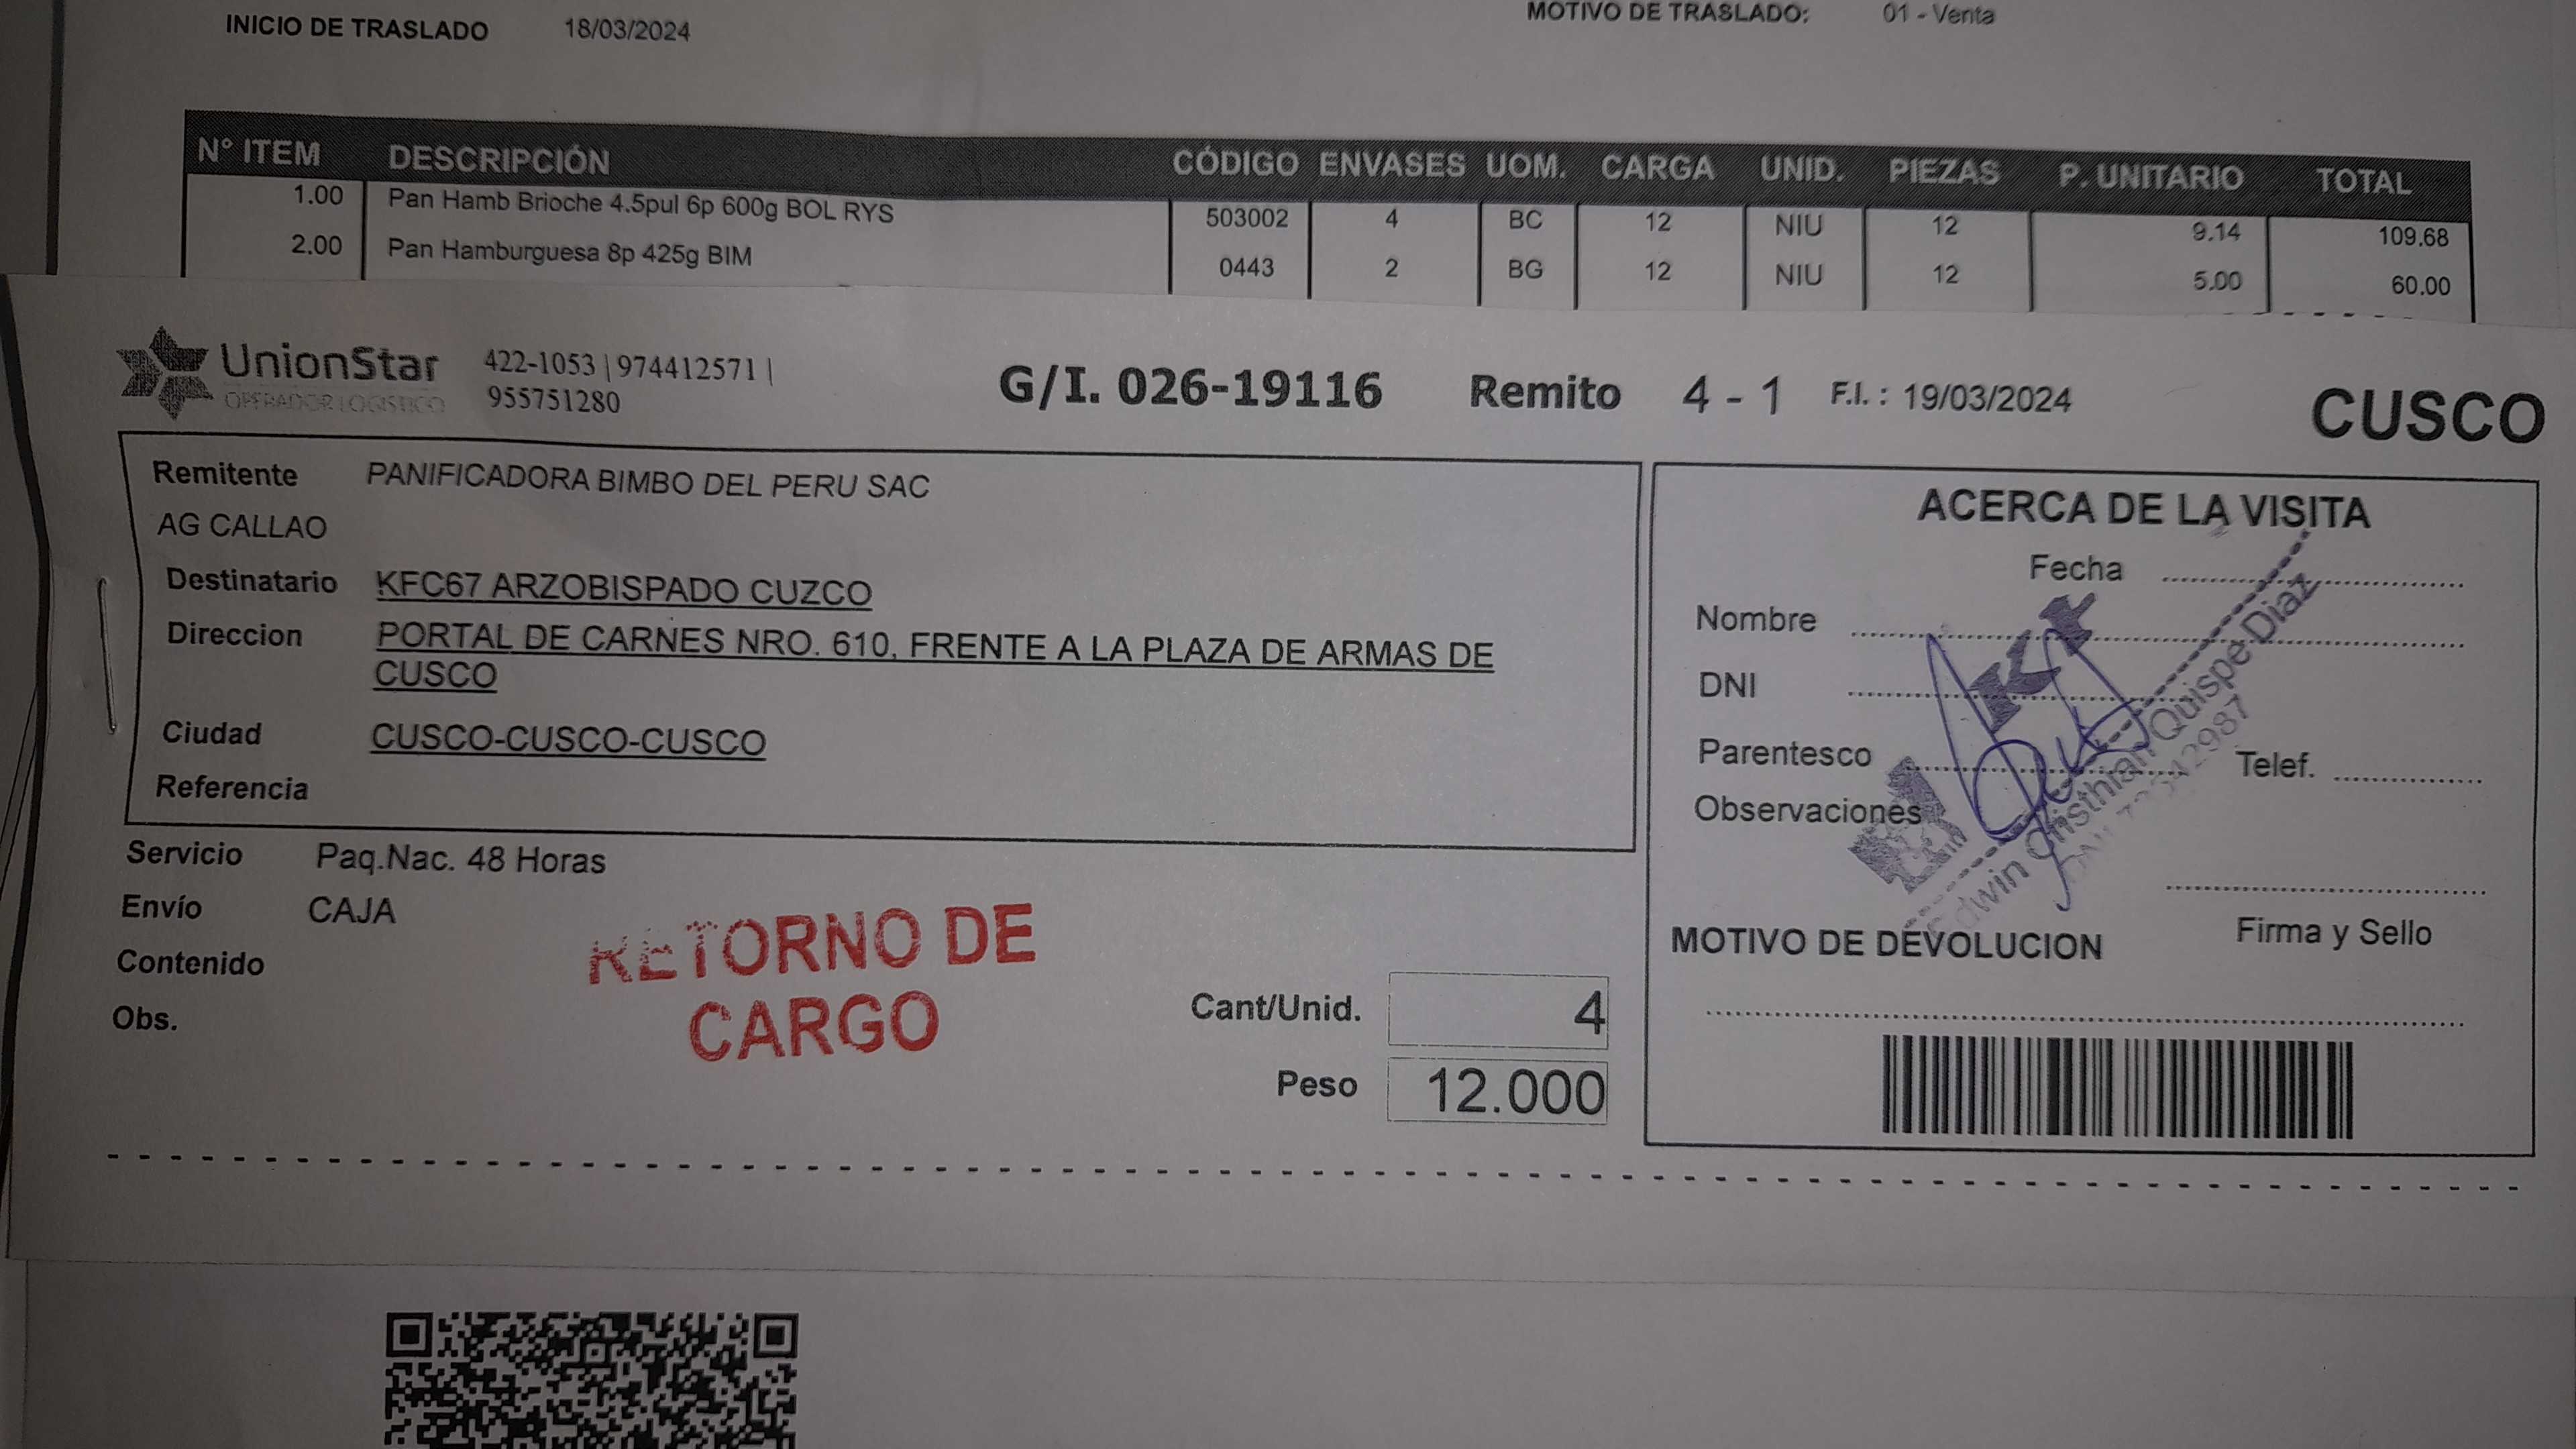 INICIO DE TRASLADO 18/03/2024 MOTIVO DE TRASLADO: 01 - Venta
N° ITEM DESCRIPCIÓN CÓDIGO ENVASES UOM. CARGA UNID. PIEZAS P. UNITARIO TOTAL
1.00 Pan Hamb Brioche 4.5pul 6p 600g BOL RYS 503002 4 BC 12 NIU 12 9.14 109.68
2.00 Pan Hamburguesa 8p 425g BIM 0443 2 BG 12 NIU 12 5.00 60.00
UnionStar 422-1053 | 974412571 |
OPERADOR LOGISTICO 955751280
G/I. 026-19116 Remito 4 - 1 F.I. : 19/03/2024 CUSCO
Remitente PANIFICADORA BIMBO DEL PERU SAC
AG CALLAO
Destinatario KFC67 ARZOBISPADO CUZCO
Direccion PORTAL DE CARNES NRO. 610, FRENTE A LA PLAZA DE ARMAS DE
CUSCO
Ciudad CUSCO-CUSCO-CUSCO
Referencia
Servicio Paq.Nac. 48 Horas
Envío CAJA
Contenido
Obs.
RETORNO DE
CARGO
Cant/Unid. 4
Peso 12.000
ACERCA DE LA VISITA
Fecha
Nombre
DNI
Parentesco Telef.
Observaciones
Edwin Cristhian Quispe Diaz
Firma y Sello
MOTIVO DE DEVOLUCION